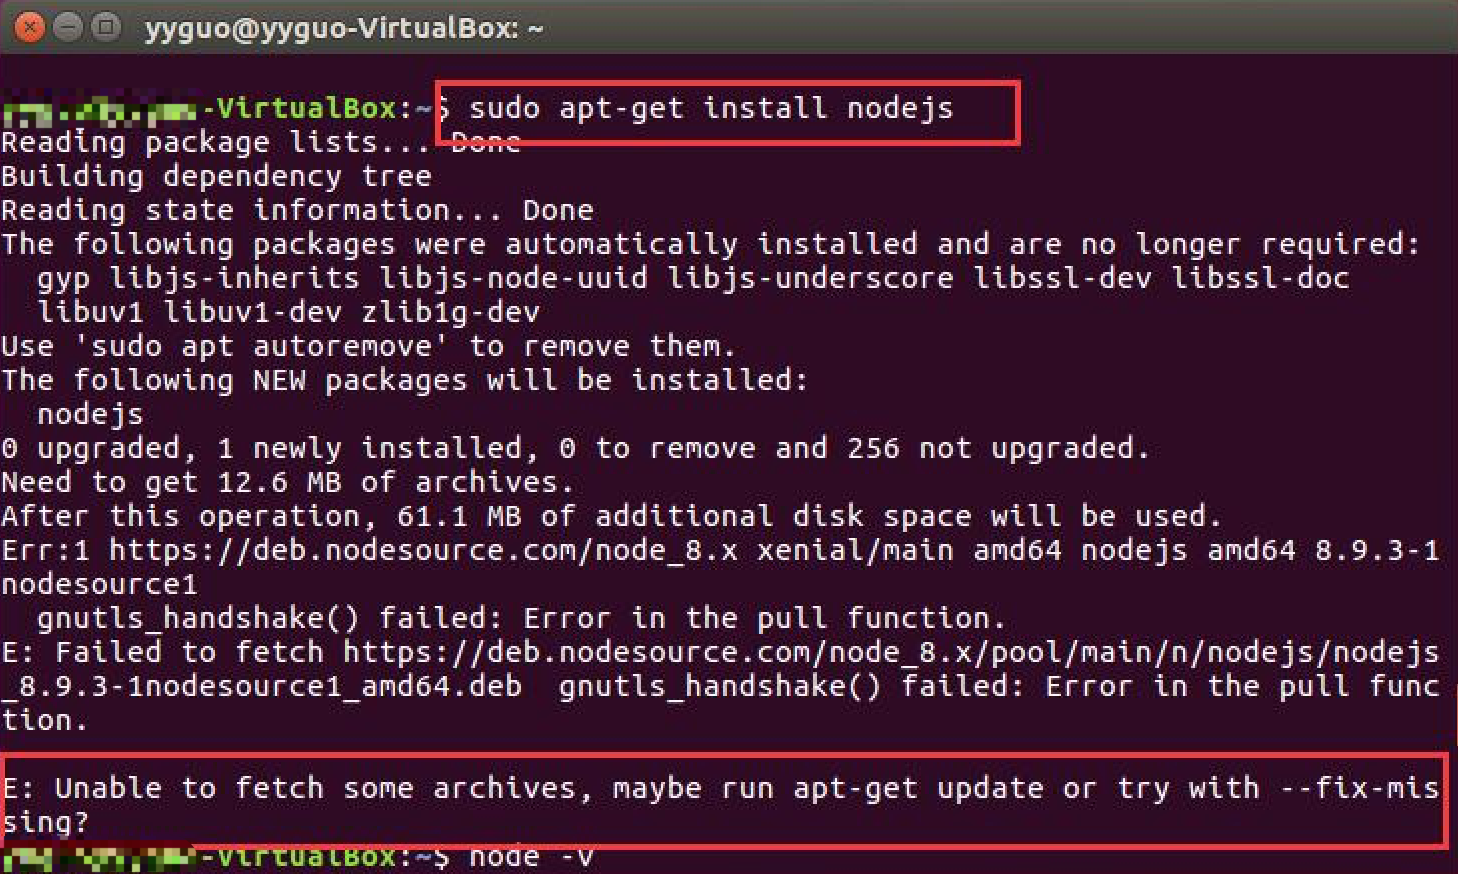 yyguo@yyguo-VirtualBox: ~
-VirtualBox:~$ sudo apt-get install nodejs
Reading package lists... Done
Building dependency tree
Reading state information... Done
The following packages were automatically installed and are no longer required:
  gyp libjs-inherits libjs-node-uuid libjs-underscore libssl-dev libssl-doc
  libuv1 libuv1-dev zlib1g-dev
Use 'sudo apt autoremove' to remove them.
The following NEW packages will be installed:
  nodejs
0 upgraded, 1 newly installed, 0 to remove and 256 not upgraded.
Need to get 12.6 MB of archives.
After this operation, 61.1 MB of additional disk space will be used.
Err:1 https://deb.nodesource.com/node_8.x xenial/main amd64 nodejs amd64 8.9.3-1
nodesource1
  gnutls_handshake() failed: Error in the pull function.
E: Failed to fetch https://deb.nodesource.com/node_8.x/pool/main/n/nodejs/nodejs
_8.9.3-1nodesource1_amd64.deb  gnutls_handshake() failed: Error in the pull func
tion.
E: Unable to fetch some archives, maybe run apt-get update or try with --fix-mis
sing?
-VirtualBox:~$ node -v